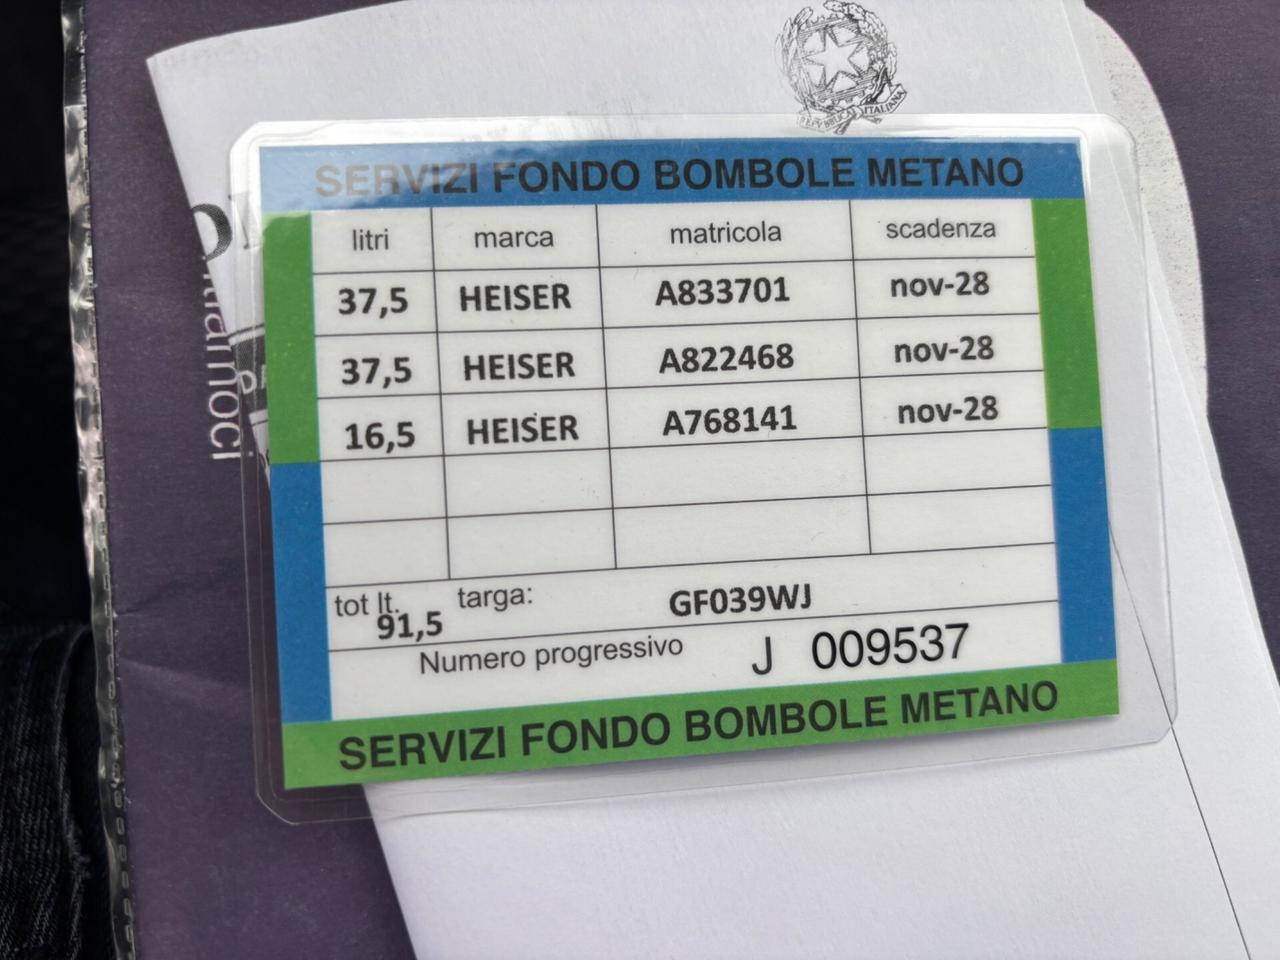 REPVBBLICA ITALIANA
SERVIZI FONDO BOMBOLE METANO
litri marca matricola scadenza
37,5 HEISER A833701 nov-28
37,5 HEISER A822468 nov-28
16,5 HEISER A768141 nov-28
tot lt. targa: GF039WJ
91,5
Numero progressivo J 009537
SERVIZI FONDO BOMBOLE METANO